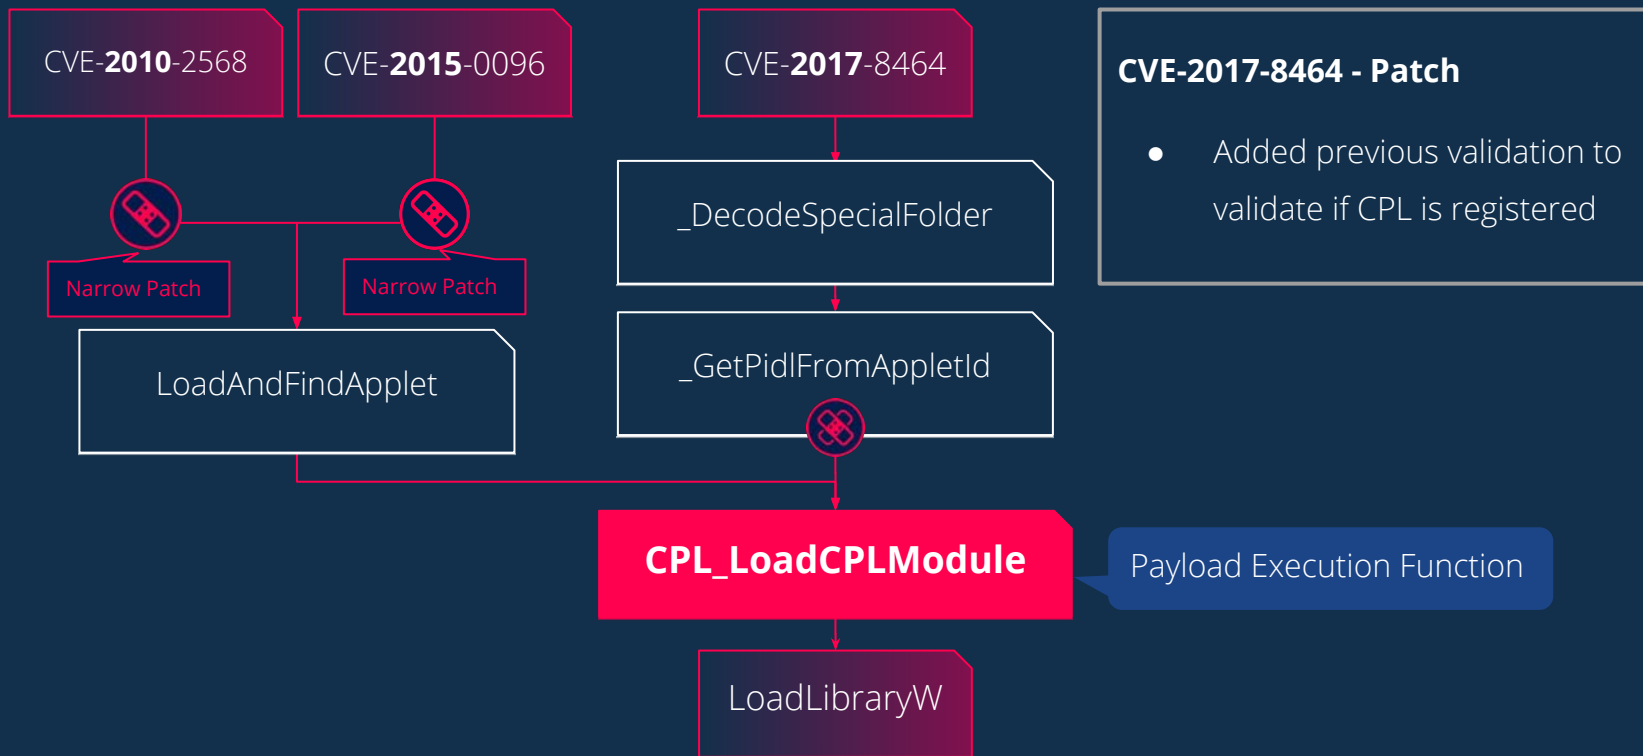 CVE-2010-2568
CVE-2015-0096
CVE-2017-8464
CVE-2017-8464 - Patch
● Added previous validation to
validate if CPL is registered
_DecodeSpecialFolder
Narrow Patch
Narrow Patch
LoadAndFindApplet
_GetPidlFromAppletId
CPL_LoadCPLModule
Payload Execution Function
LoadLibraryW